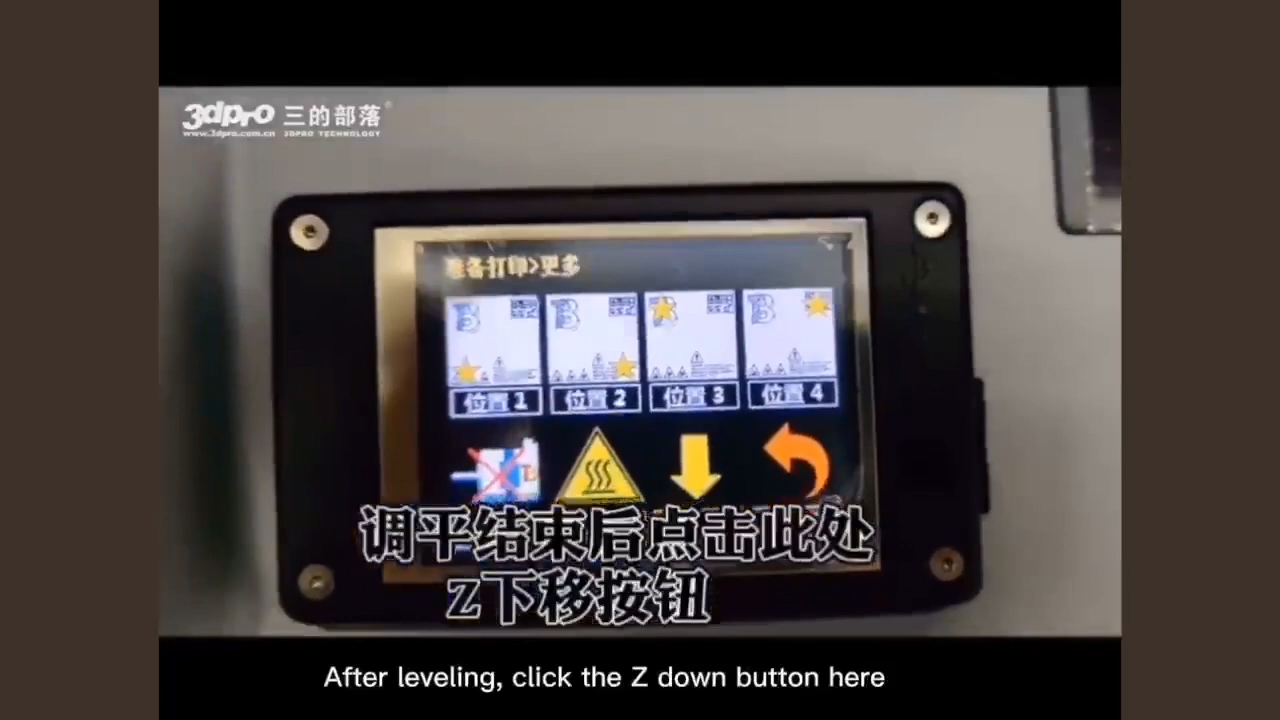 3dpro 三的部落®
www.3dpro.com.cn 3DPRO TECHNOLOGY
准备打印>更多
位置1 位置2 位置3 位置4
调平结束后点击此处
Z下移按钮
After leveling, click the Z down button here